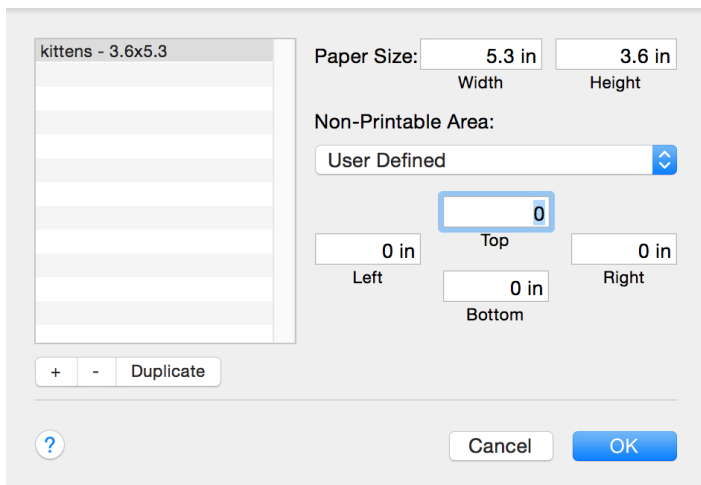 kittens - 3.6x5.3
Paper Size: 5.3 in 3.6 in
Width Height
Non-Printable Area:
User Defined
0
Top
0 in 0 in
Left Right
0 in
Bottom
+ - Duplicate
? Cancel OK